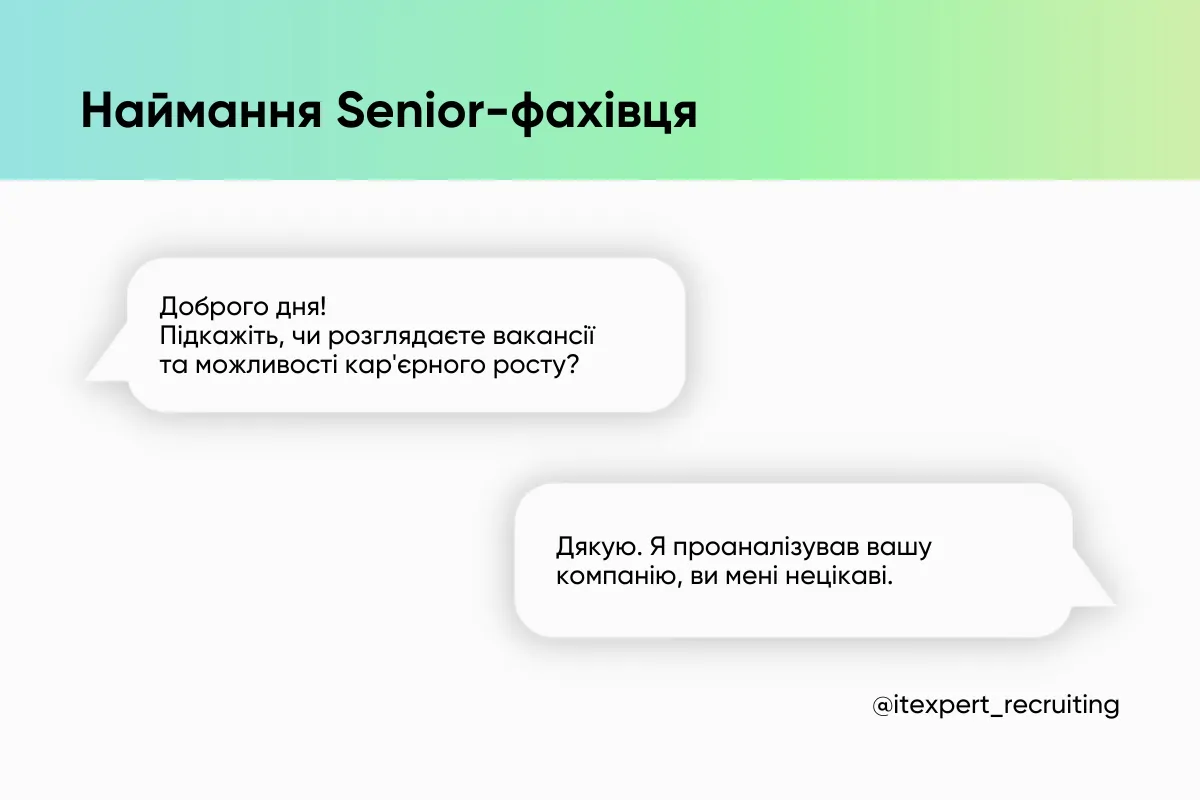 Наймання Senior-фахівця
Доброго дня!
Підкажіть, чи розглядаєте вакансії
та можливості кар'єрного росту?
Дякую. Я проаналізував вашу
компанію, ви мені нецікаві.
@itexpert_recruiting